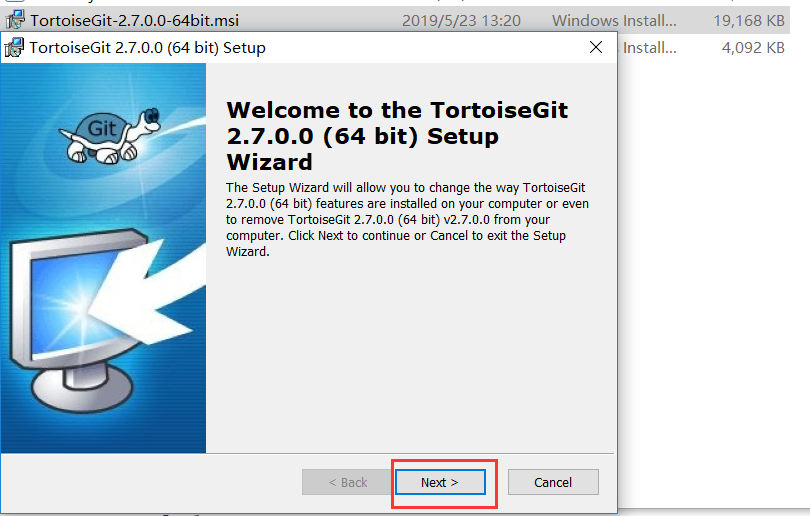 TortoiseGit-2.7.0.0-64bit.msi 2019/5/23 13:20 Windows Install... 19,168 KB
TortoiseGit 2.7.0.0 (64 bit) Setup
Install... 4,092 KB
Git
Welcome to the TortoiseGit
2.7.0.0 (64 bit) Setup
Wizard
The Setup Wizard will allow you to change the way TortoiseGit
2.7.0.0 (64 bit) features are installed on your computer or even
to remove TortoiseGit 2.7.0.0 (64 bit) v2.7.0.0 from your
computer. Click Next to continue or Cancel to exit the Setup
Wizard.
< Back Next > Cancel